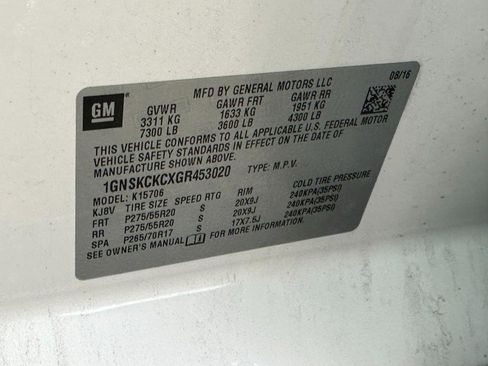 GM
MFD BY GENERAL MOTORS LLC 08/16
GVWR GAWR FRT GAWR RR
3311 KG 1633 KG 1951 KG
7300 LB 3600 LB 4300 LB
THIS VEHICLE CONFORMS TO ALL APPLICABLE U.S. FEDERAL MOTOR
VEHICLE SAFETY STANDARDS IN EFFECT ON THE DATE OF
MANUFACTURE SHOWN ABOVE.
1GNSKCKCXGR453020 TYPE: M.P.V.
MODEL: K15706
KJ8V TIRE SIZE SPEED RTG RIM COLD TIRE PRESSURE
FRT P275/55R20 S 20X9J 240KPA(35PSI)
RR P275/55R20 S 20X9J 240KPA(35PSI)
SPA P265/70R17 S 17X7.5J 240KPA(35PSI)
SEE OWNER'S MANUAL FOR MORE INFORMATION.